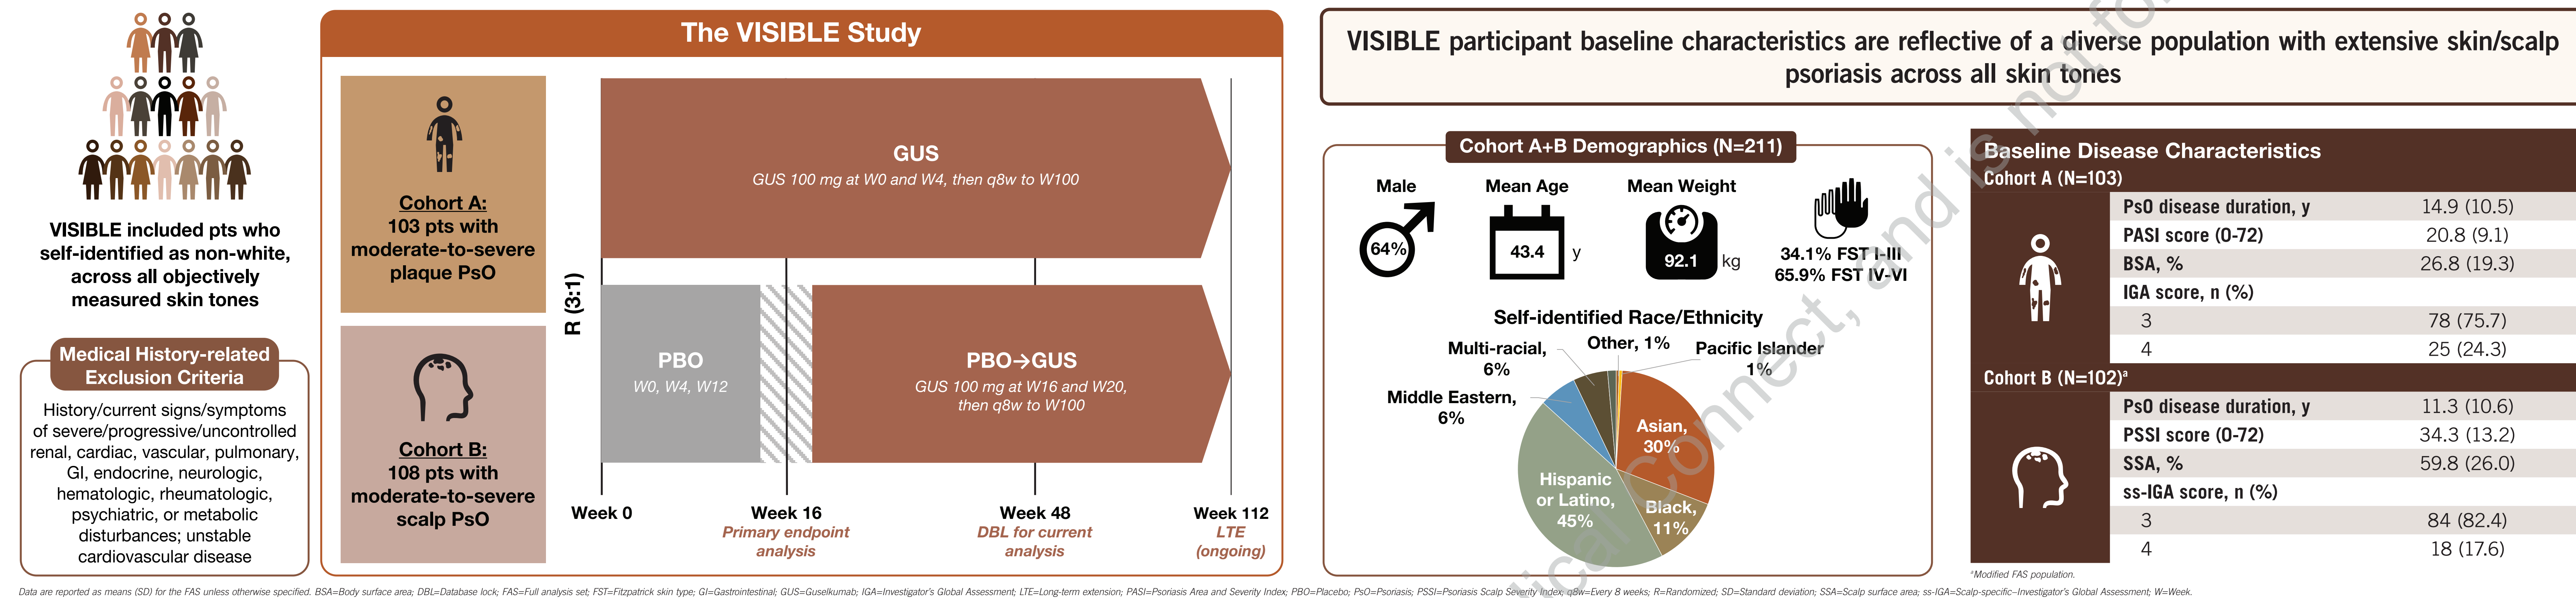 VISIBLE included pts who
self-identified as non-white,
across all objectively
measured skin tones
Medical History-related
Exclusion Criteria
History/current signs/symptoms
of severe/progressive/uncontrolled
renal, cardiac, vascular, pulmonary,
GI, endocrine, neurologic,
hematologic, rheumatologic,
psychiatric, or metabolic
disturbances; unstable
cardiovascular disease
The VISIBLE Study
Cohort A:
103 pts with
moderate-to-severe
plaque PsO
Cohort B:
108 pts with
moderate-to-severe
scalp PsO
R (3:1)
GUS
GUS 100 mg at W0 and W4, then q8w to W100
PBO
W0, W4, W12
PBO→GUS
GUS 100 mg at W16 and W20,
then q8w to W100
Week 0
Week 16
Primary endpoint
analysis
Week 48
DBL for current
analysis
Week 112
LTE
(ongoing)
VISIBLE participant baseline characteristics are reflective of a diverse population with extensive skin/scalp
psoriasis across all skin tones
Cohort A+B Demographics (N=211)
Male
64%
Mean Age
43.4 y
Mean Weight
92.1 kg
34.1% FST I-III
65.9% FST IV-VI
Self-identified Race/Ethnicity
Multi-racial,
6%
Other, 1%
Pacific Islander
1%
Middle Eastern,
6%
Asian,
30%
Hispanic
or Latino,
45%
Black,
11%
Baseline Disease Characteristics
Cohort A (N=103)
PsO disease duration, y 14.9 (10.5)
PASI score (0-72) 20.8 (9.1)
BSA, % 26.8 (19.3)
IGA score, n (%)
3 78 (75.7)
4 25 (24.3)
Cohort B (N=102)a
PsO disease duration, y 11.3 (10.6)
PSSI score (0-72) 34.3 (13.2)
SSA, % 59.8 (26.0)
ss-IGA score, n (%)
3 84 (82.4)
4 18 (17.6)
aModified FAS population.
Data are reported as means (SD) for the FAS unless otherwise specified. BSA=Body surface area; DBL=Database lock; FAS=Full analysis set; FST=Fitzpatrick skin type; GI=Gastrointestinal; GUS=Guselkumab; IGA=Investigator's Global Assessment; LTE=Long-term extension; PASI=Psoriasis Area and Severity Index; PBO=Placebo; PsO=Psoriasis; PSSI=Psoriasis Scalp Severity Index; q8w=Every 8 weeks; R=Randomized; SD=Standard deviation; SSA=Scalp surface area; ss-IGA=Scalp-specific–Investigator's Global Assessment; W=Week.
Connect, and is not